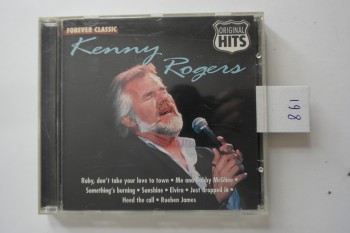 FOREVER CLASSIC
ORIGINAL
HITS
Kenny
Rogers
198
Ruby, don't take your love to town • Me and Bobby McGhee •
Something's burning • Sunshine • Elvira • Just dropped in •
Heed the call • Reuben James